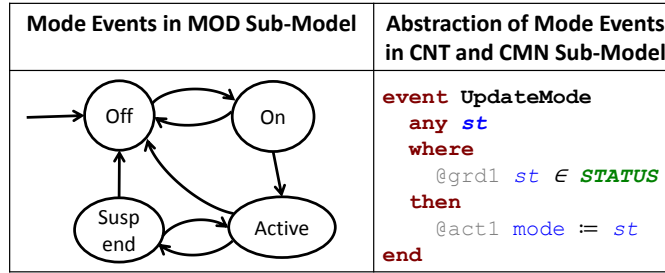 Mode Events in MOD Sub-Model
Abstraction of Mode Events
in CNT and CMN Sub-Model
Off
On
Susp
end
Active
event UpdateMode
any st
where
@grd1 st ∈ STATUS
then
@act1 mode ≔ st
end